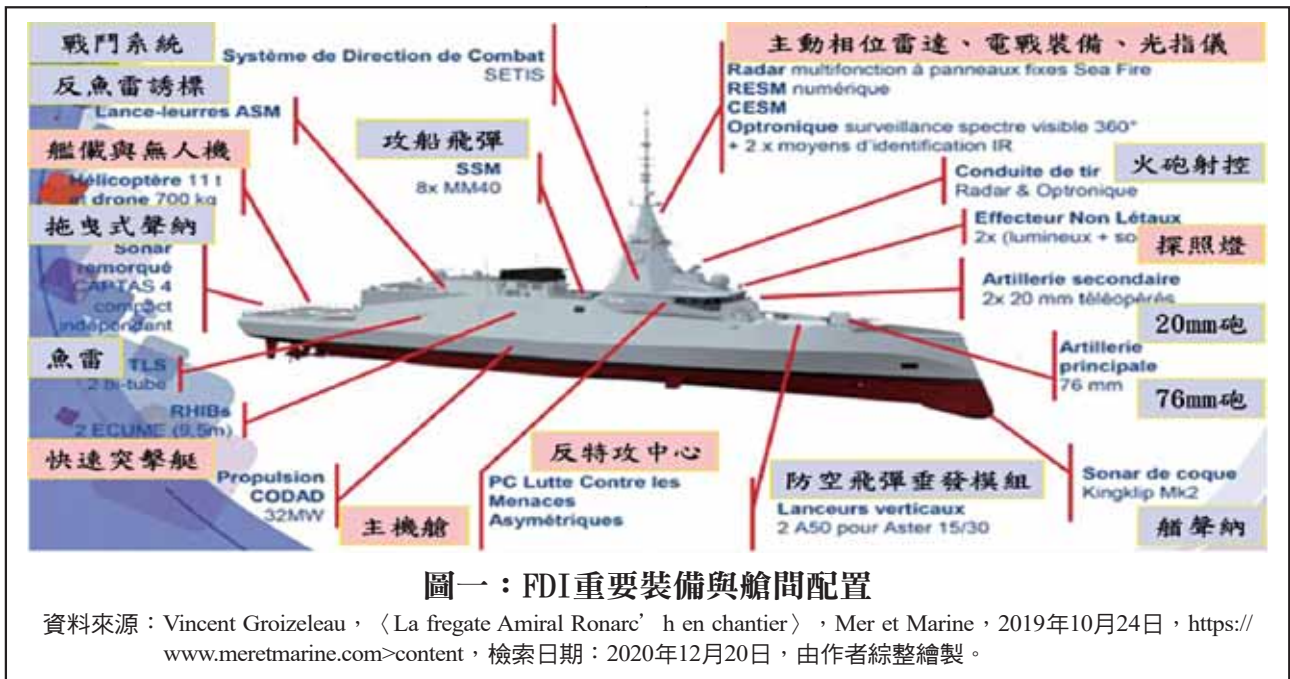 戰鬥系統
Système de Direction de Combat
SETIS
反魚雷誘標
Lance-leurres ASM
艦儎與無人機
Hélicoptère 11 t
et drone 700 kg
拖曳式聲納
Sonar
remorqué
CAPTAS 4
compact
indépendant
魚雷
TLS
2 bi-tube
RHIBs
2 ECUME (9,5m)
快速突擊艇
Propulsion
CODAD
32MW
主機艙
攻船飛彈
SSM
8x MM40
反特攻中心
PC Lutte Contre les
Menaces
Asymétriques
主動相位雷達、電戰裝備、光指儀
Radar multifonction à panneaux fixes Sea Fire
RESM numérique
CESM
Optronique surveillance spectre visible 360°
+ 2 x moyens d'identification IR
火砲射控
Conduite de tir
Radar & Optronique
Effecteur Non Létaux
2x (lumineux + so
探照燈
Artillerie secondaire
2x 20 mm téléopérés
20mm砲
Artillerie
principale
76 mm
76mm砲
防空飛彈垂發模組
Lanceurs verticaux
2 A50 pour Aster 15/30
Sonar de coque
Kingklip Mk2
艏聲納
圖一：FDI重要裝備與艙間配置
資料來源：Vincent Groizeleau，〈La fregate Amiral Ronarc’h en chantier〉，Mer et Marine，2019年10月24日，https://
www.meretmarine.com>content，檢索日期：2020年12月20日，由作者綜整繪製。